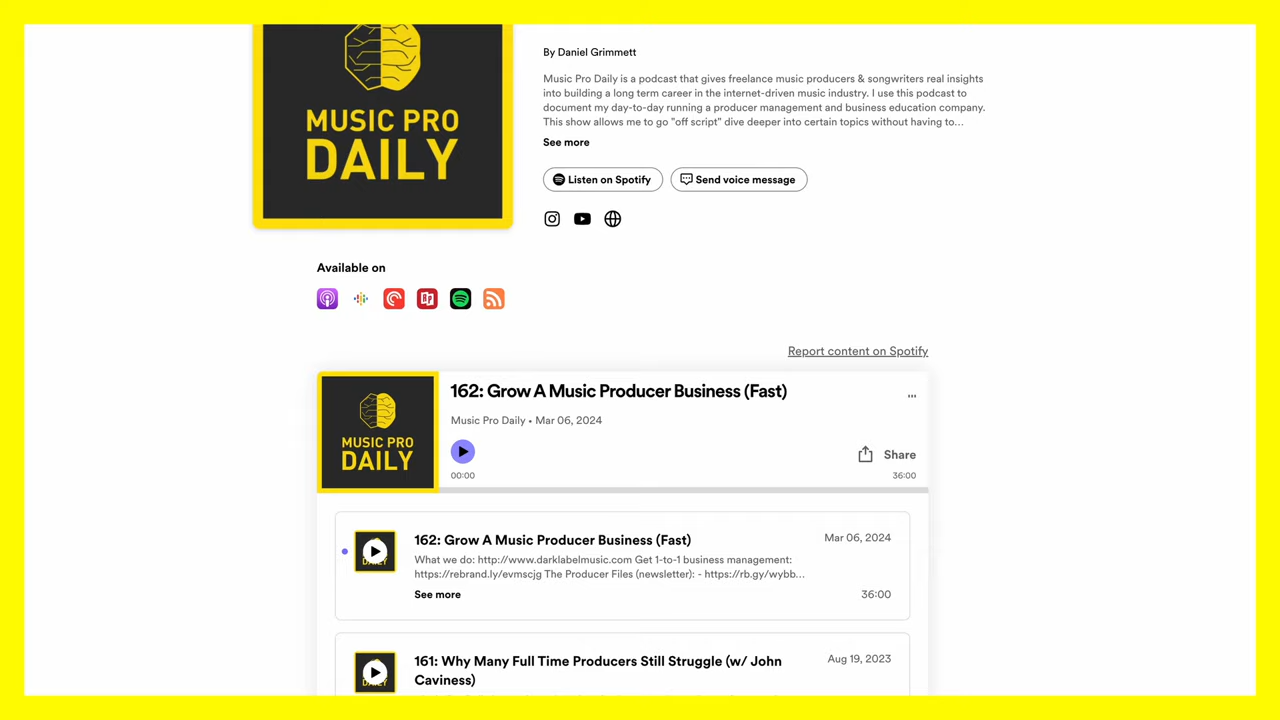 MUSIC PRO
DAILY
By Daniel Grimmett
Music Pro Daily is a podcast that gives freelance music producers & songwriters real insights
into building a long term career in the internet-driven music industry. I use this podcast to
document my day-to-day running a producer management and business education company.
This show allows me to go "off script" dive deeper into certain topics without having to…
See more
Listen on Spotify
Send voice message
Available on
Report content on Spotify
MUSIC PRO
DAILY
162: Grow A Music Producer Business (Fast)
...
Music Pro Daily • Mar 06, 2024
Share
00:00
36:00
162: Grow A Music Producer Business (Fast)
Mar 06, 2024
What we do: http://www.darklabelmusic.com Get 1-to-1 business management:
https://rebrand.ly/evmscjg The Producer Files (newsletter): - https://rb.gy/wybb…
See more
36:00
161: Why Many Full Time Producers Still Struggle (w/ John
Caviness)
Aug 19, 2023